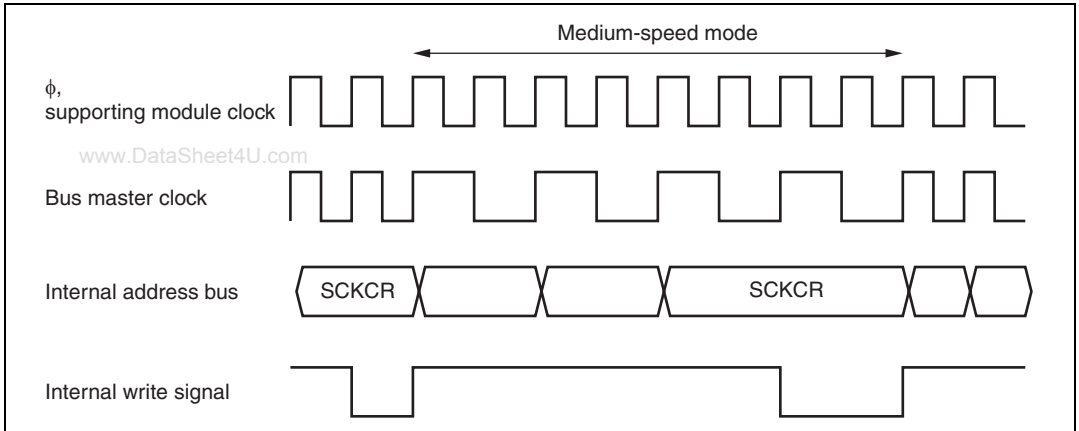 Medium-speed mode
ϕ,
supporting module clock
www.DataSheet4U.com
Bus master clock
Internal address bus
SCKCR
SCKCR
Internal write signal